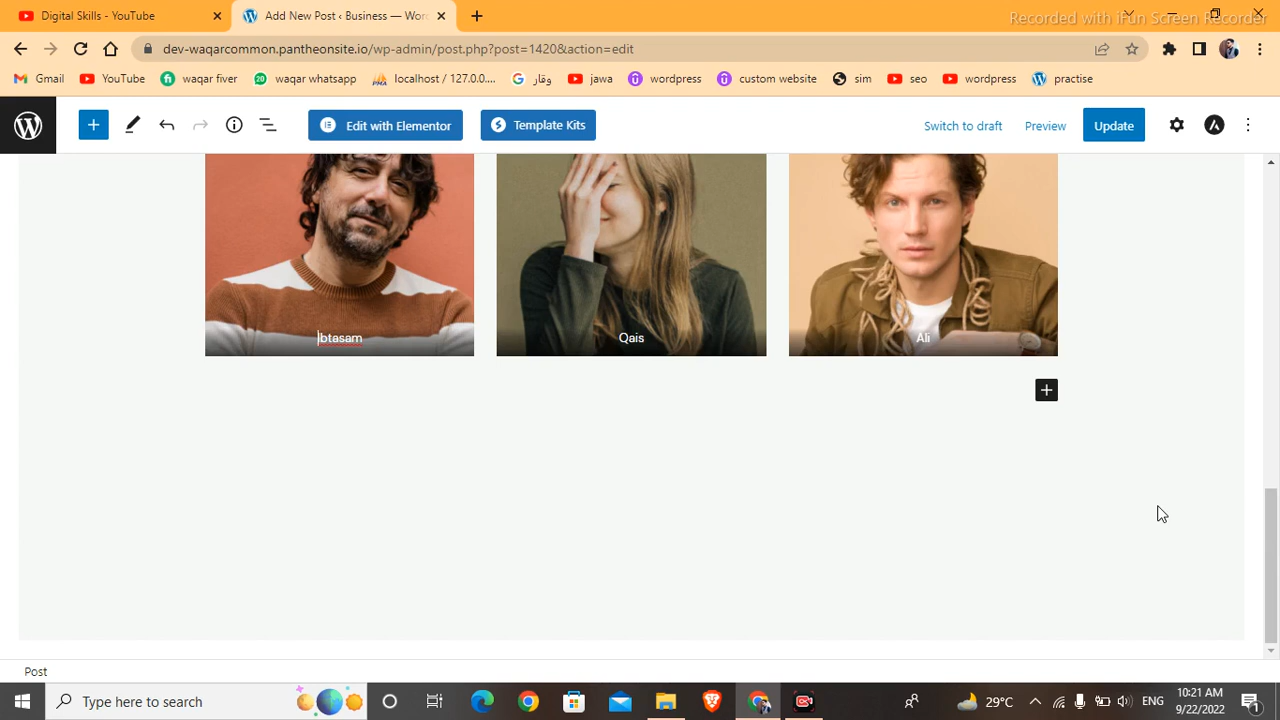 Digital Skills - YouTube
Add New Post ‹ Business — Wor
Recorded with iFun Screen Recorder
dev-waqarcommon.pantheonsite.io/wp-admin/post.php?post=1420&action=edit
Gmail
YouTube
waqar fiver
waqar whatsapp
localhost / 127.0.0....
وقار
jawa
wordpress
custom website
sim
seo
wordpress
practise
Edit with Elementor
Template Kits
Switch to draft
Preview
Update
Ibtasam
Qais
Ali
Post
Type here to search
29°C
ENG
10:21 AM
9/22/2022